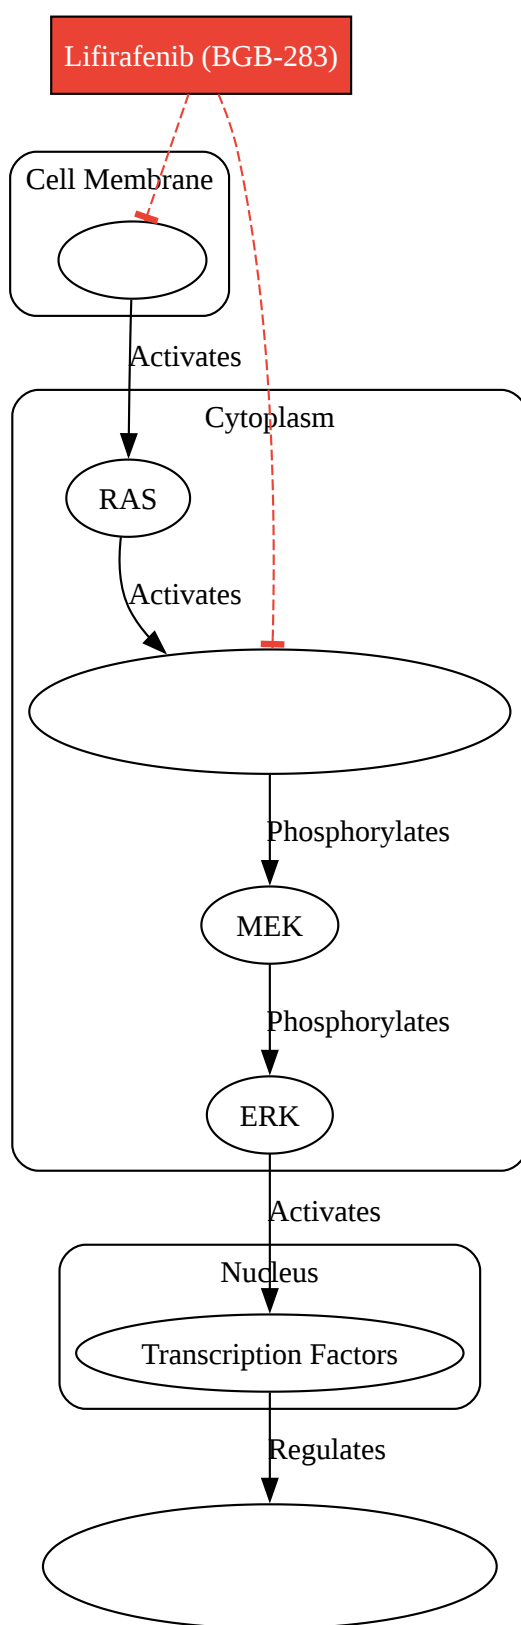 Lifirafenib (BGB-283)
Cell Membrane
Activates
Cytoplasm
RAS
Activates
Phosphorylates
MEK
Phosphorylates
ERK
Activates
Nucleus
Transcription Factors
Regulates